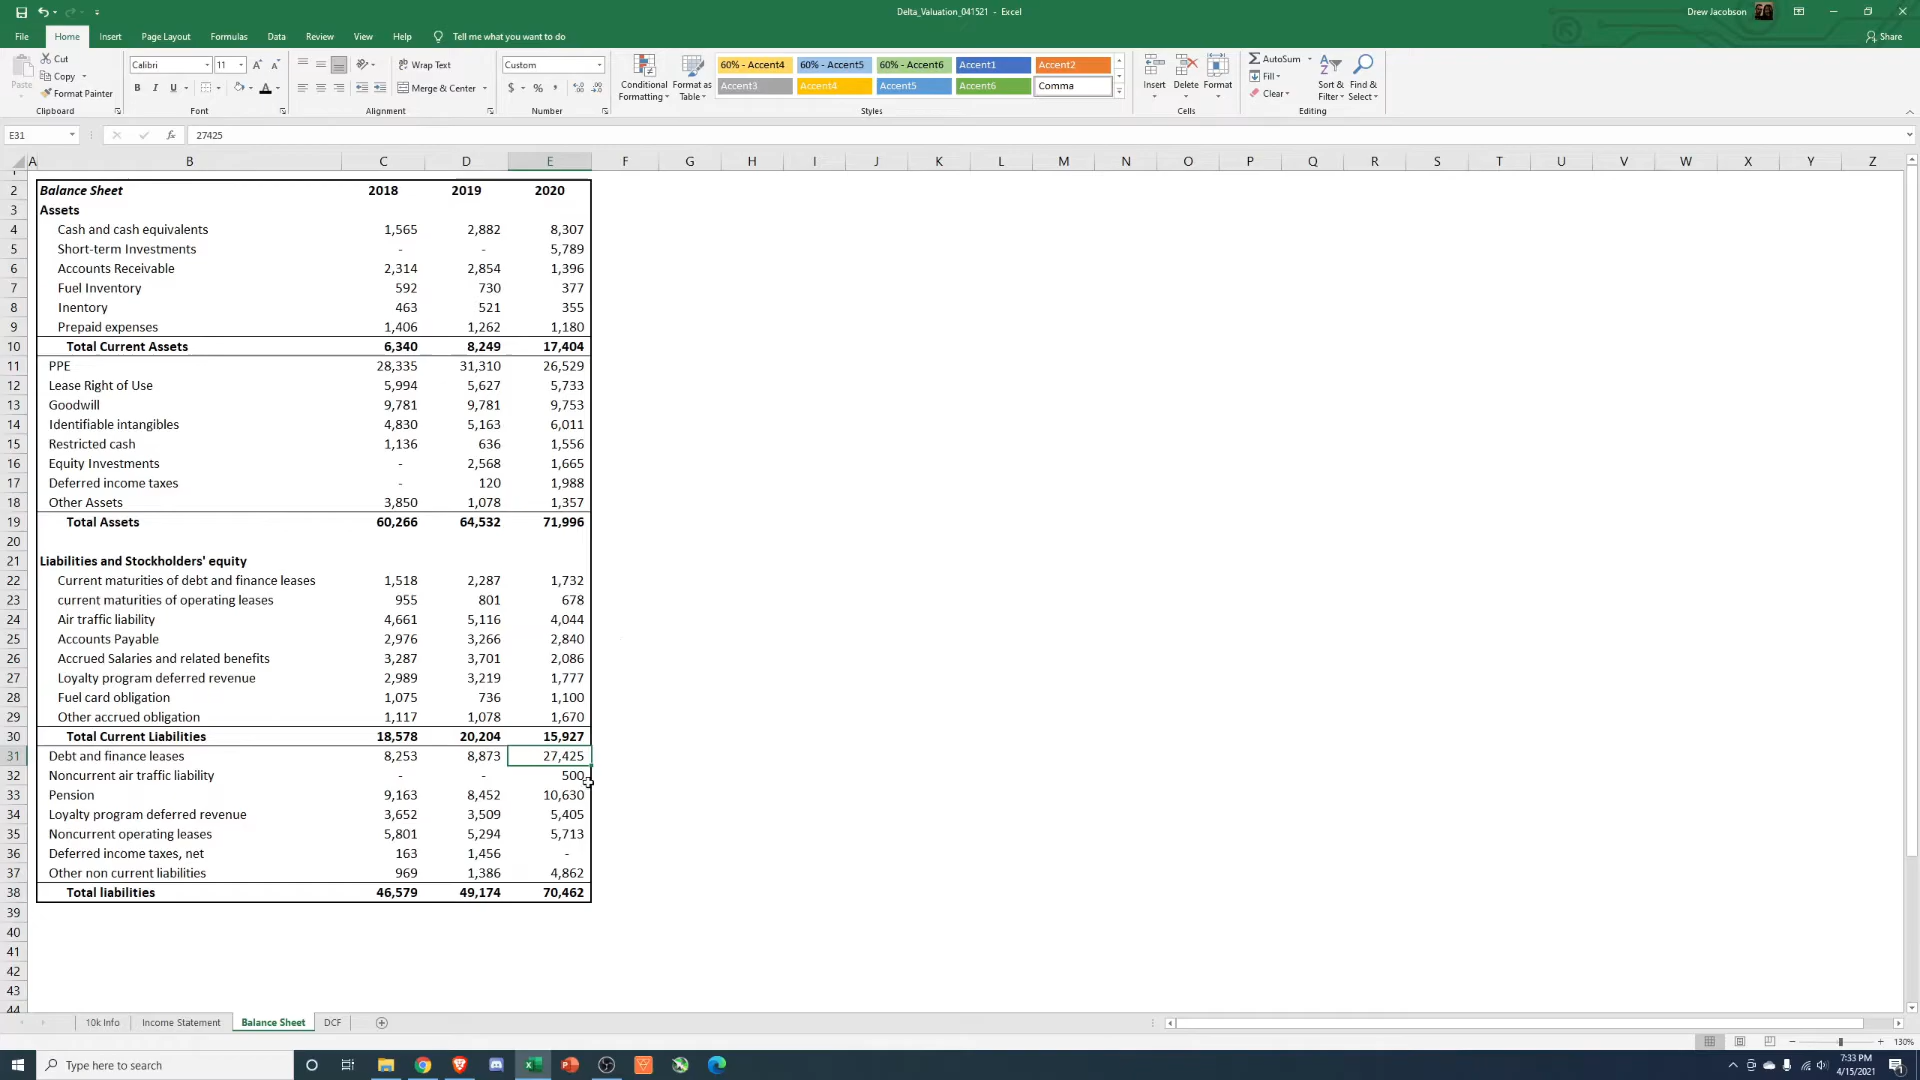 Delta_Valuation_041521 - Excel
Drew Jacobson
File Home Insert Page Layout Formulas Data Review View Help Tell me what you want to do Share
Paste Cut Copy Format Painter Clipboard
Calibri 11 B I U Font
Wrap Text Merge & Center Alignment
Custom $ % Number
Conditional Formatting Format as Table
60% - Accent4 60% - Accent5 60% - Accent6 Accent1 Accent2
Accent3 Accent4 Accent5 Accent6 Comma
Styles
Insert Delete Format Cells
AutoSum Fill Clear Sort & Filter Find & Select Editing
E31 fx 27425
A B C D E F G H I J K L M N O P Q R S T U V W X Y Z
2 Balance Sheet 2018 2019 2020
3 Assets
4 Cash and cash equivalents 1,565 2,882 8,307
5 Short-term Investments - - 5,789
6 Accounts Receivable 2,314 2,854 1,396
7 Fuel Inventory 592 730 377
8 Inentory 463 521 355
9 Prepaid expenses 1,406 1,262 1,180
10 Total Current Assets 6,340 8,249 17,404
11 PPE 28,335 31,310 26,529
12 Lease Right of Use 5,994 5,627 5,733
13 Goodwill 9,781 9,781 9,753
14 Identifiable intangibles 4,830 5,163 6,011
15 Restricted cash 1,136 636 1,556
16 Equity Investments - 2,568 1,665
17 Deferred income taxes - 120 1,988
18 Other Assets 3,850 1,078 1,357
19 Total Assets 60,266 64,532 71,996
20
21 Liabilities and Stockholders' equity
22 Current maturities of debt and finance leases 1,518 2,287 1,732
23 current maturities of operating leases 955 801 678
24 Air traffic liability 4,661 5,116 4,044
25 Accounts Payable 2,976 3,266 2,840
26 Accrued Salaries and related benefits 3,287 3,701 2,086
27 Loyalty program deferred revenue 2,989 3,219 1,777
28 Fuel card obligation 1,075 736 1,100
29 Other accrued obligation 1,117 1,078 1,670
30 Total Current Liabilities 18,578 20,204 15,927
31 Debt and finance leases 8,253 8,873 27,425
32 Noncurrent air traffic liability - - 500
33 Pension 9,163 8,452 10,630
34 Loyalty program deferred revenue 3,652 3,509 5,405
35 Noncurrent operating leases 5,801 5,294 5,713
36 Deferred income taxes, net 163 1,456 -
37 Other non current liabilities 969 1,386 4,862
38 Total liabilities 46,579 49,174 70,462
39
40
41
42
43
44
10k Info Income Statement Balance Sheet DCF
130%
Type here to search
7:33 PM
4/15/2021